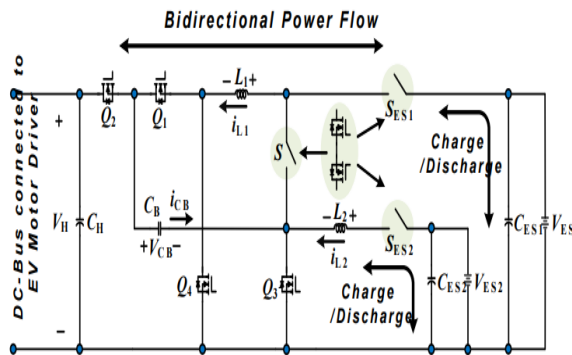 Bidirectional Power Flow
DC-Bus connected to
EV Motor Driver
Q2
Q1
− L1+
iL1
SES1
Charge
/Discharge
S
+
VH
CH
−
CB
iCB
+VCB−
−L2+
iL2
SES2
Q4
Q3
Charge
/Discharge
CES2
VES2
CES1
VES